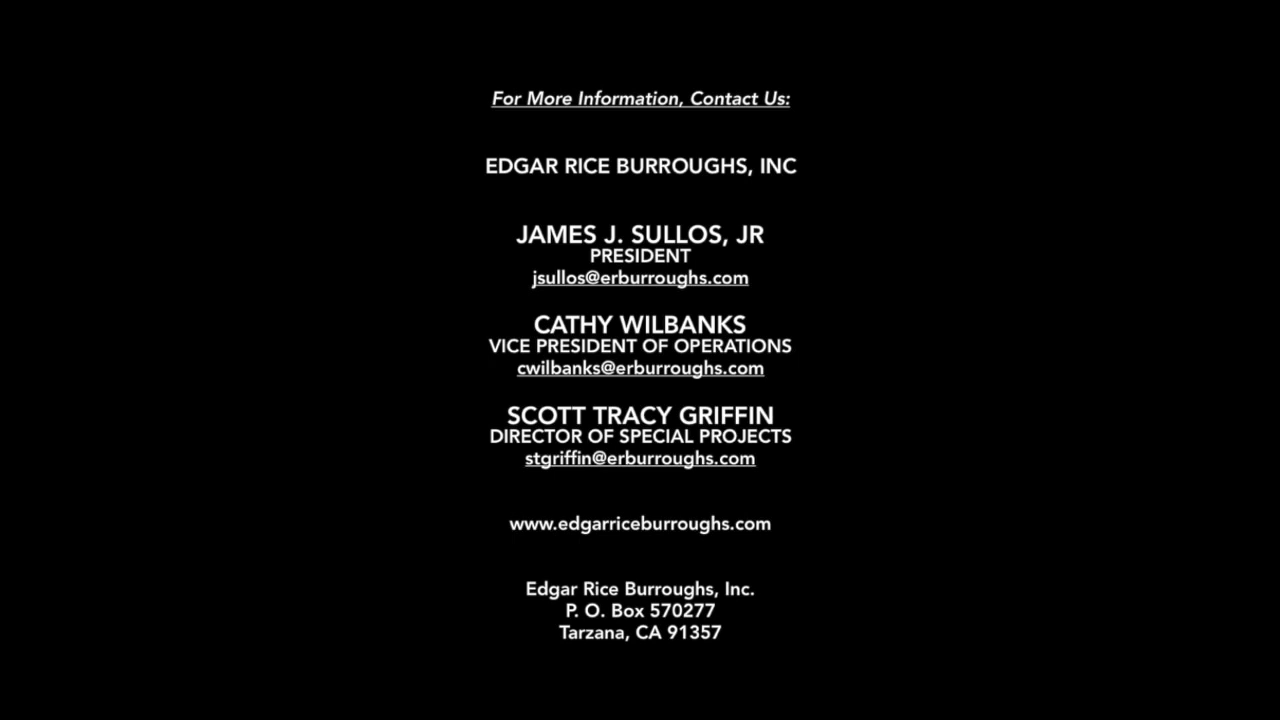 For More Information, Contact Us:
EDGAR RICE BURROUGHS, INC
JAMES J. SULLOS, JR
PRESIDENT
jsullos@erburroughs.com
CATHY WILBANKS
VICE PRESIDENT OF OPERATIONS
cwilbanks@erburroughs.com
SCOTT TRACY GRIFFIN
DIRECTOR OF SPECIAL PROJECTS
stgriffin@erburroughs.com
www.edgarriceburroughs.com
Edgar Rice Burroughs, Inc.
P. O. Box 570277
Tarzana, CA 91357